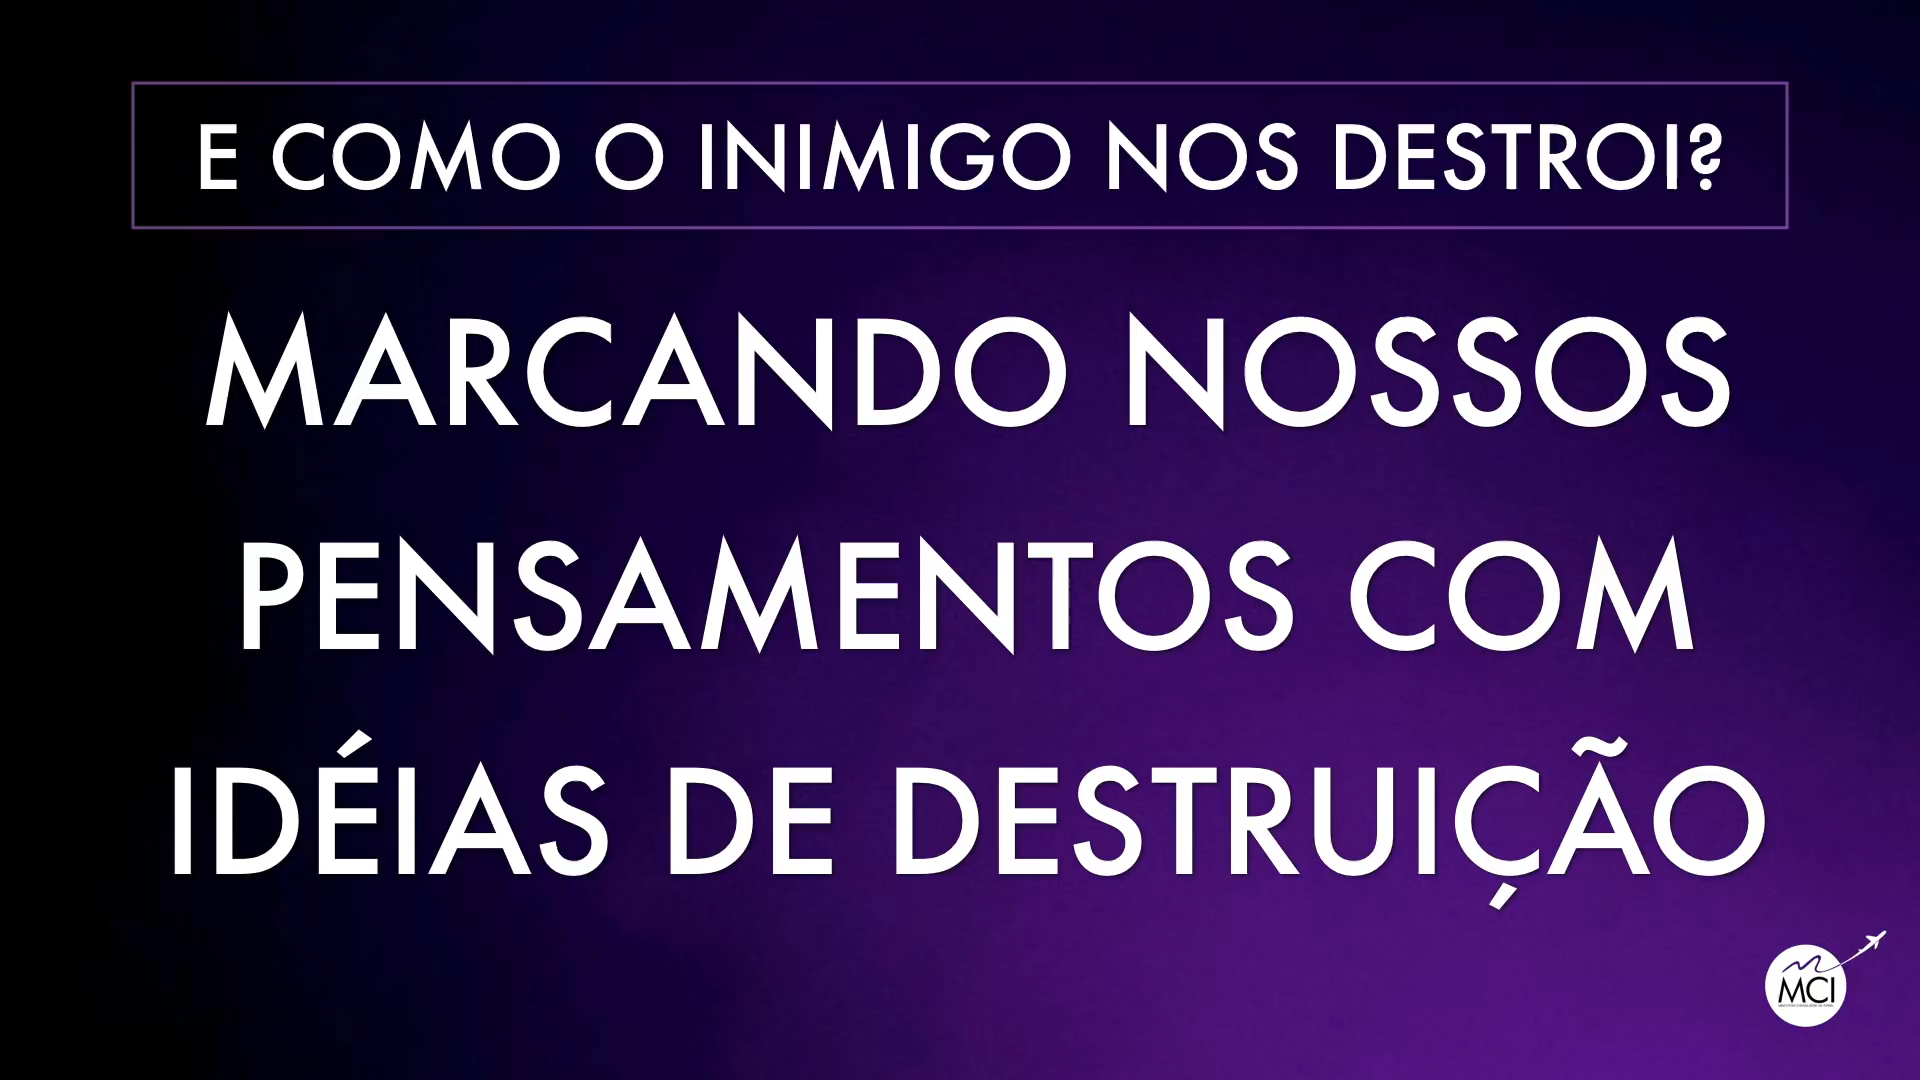 E COMO O INIMIGO NOS DESTROI?
MARCANDO NOSSOS
PENSAMENTOS COM
IDÉIAS DE DESTRUIÇÃO
MCI